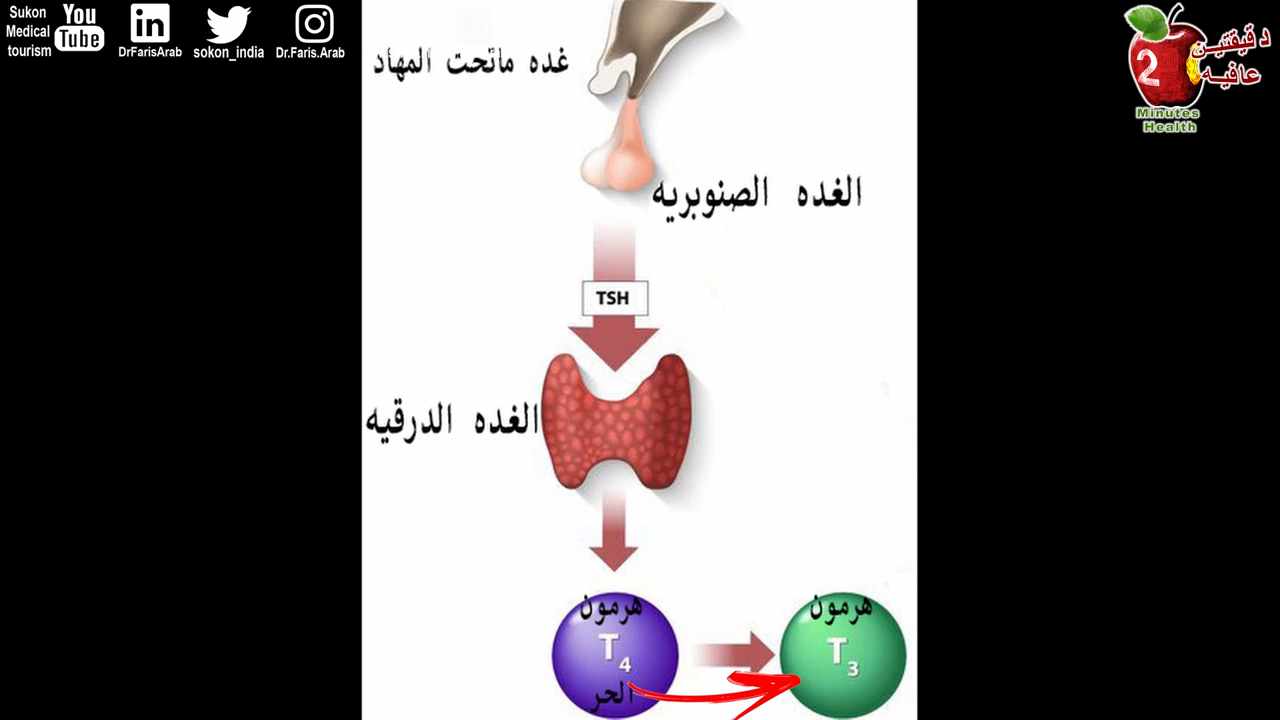 Sukon
Medical
tourism
You
Tube
in
DrFarisArab
sokon_india
Dr.Faris.Arab
دقيقتين
2
عافيه
Minutes
Health
غده ماتحت المهاد
الغده الصنوبريه
TSH
الغده الدرقيه
هرمون
T4
الحر
هرمون
T3